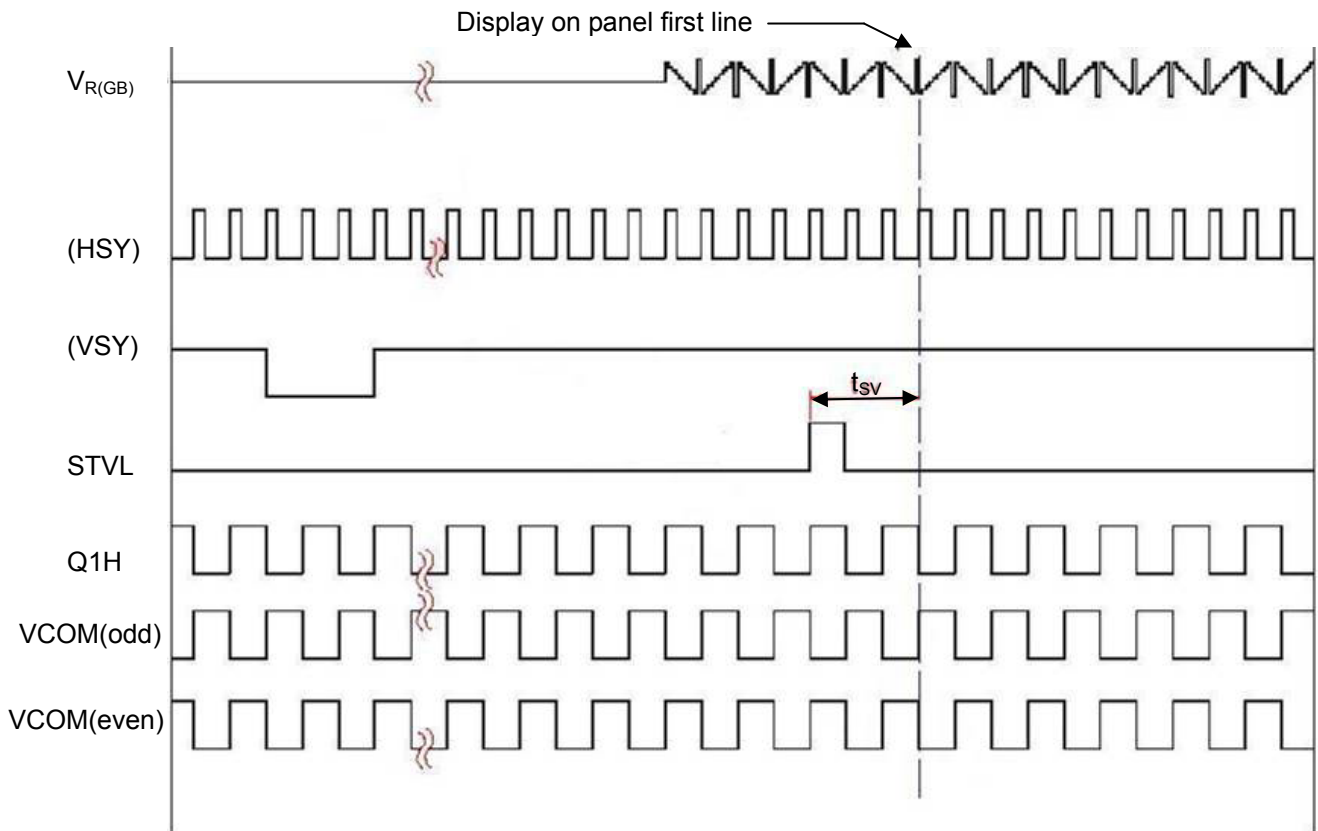 Display on panel first line
VR(GB)
(HSY)
(VSY)
tsv
STVL
Q1H
VCOM(odd)
VCOM(even)